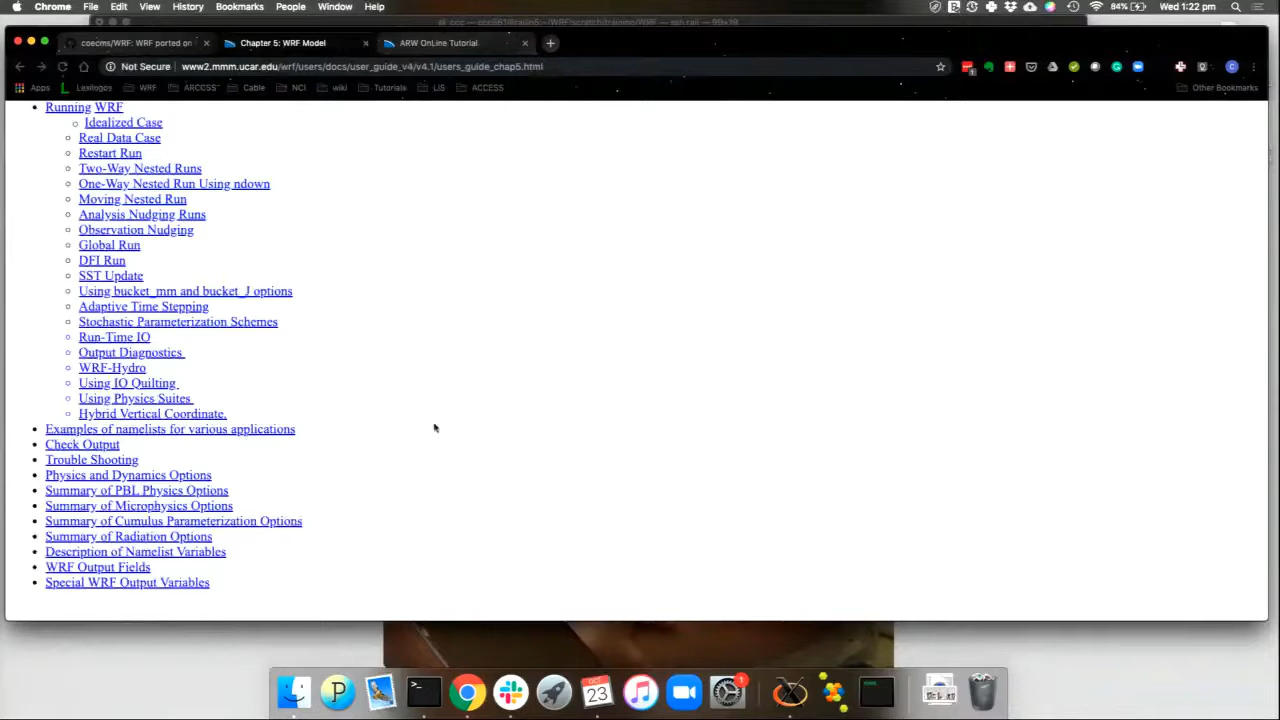 Chrome File Edit View History Bookmarks People Window Help
84% Wed 1:22 pm
coecms/WRF: WRF ported on
Chapter 5: WRF Model
ARW OnLine Tutorial
Not Secure www2.mmm.ucar.edu/wrf/users/docs/user_guide_v4/v4.1/users_guide_chap5.html
Apps Lexilogos WRF ARCCSS Cable NCI wiki Tutorials LIS ACCESS Other Bookmarks
Running WRF
Idealized Case
Real Data Case
Restart Run
Two-Way Nested Runs
One-Way Nested Run Using ndown
Moving Nested Run
Analysis Nudging Runs
Observation Nudging
Global Run
DFI Run
SST Update
Using bucket_mm and bucket_J options
Adaptive Time Stepping
Stochastic Parameterization Schemes
Run-Time IO
Output Diagnostics
WRF-Hydro
Using IO Quilting
Using Physics Suites
Hybrid Vertical Coordinate.
Examples of namelists for various applications
Check Output
Trouble Shooting
Physics and Dynamics Options
Summary of PBL Physics Options
Summary of Microphysics Options
Summary of Cumulus Parameterization Options
Summary of Radiation Options
Description of Namelist Variables
WRF Output Fields
Special WRF Output Variables
OCT
23
1